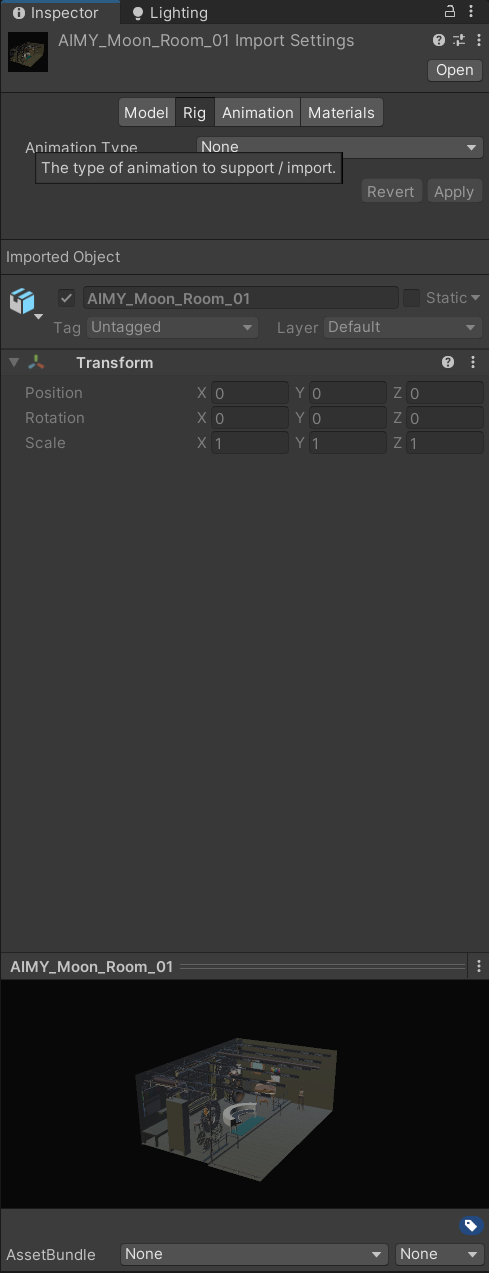 Inspector Lighting
AIMY_Moon_Room_01 Import Settings
Open
Model Rig Animation Materials
Animation Type None
The type of animation to support / import.
Revert Apply
Imported Object
AIMY_Moon_Room_01 Static
Tag Untagged Layer Default
Transform
Position X 0 Y 0 Z 0
Rotation X 0 Y 0 Z 0
Scale X 1 Y 1 Z 1
AIMY_Moon_Room_01
AssetBundle None None